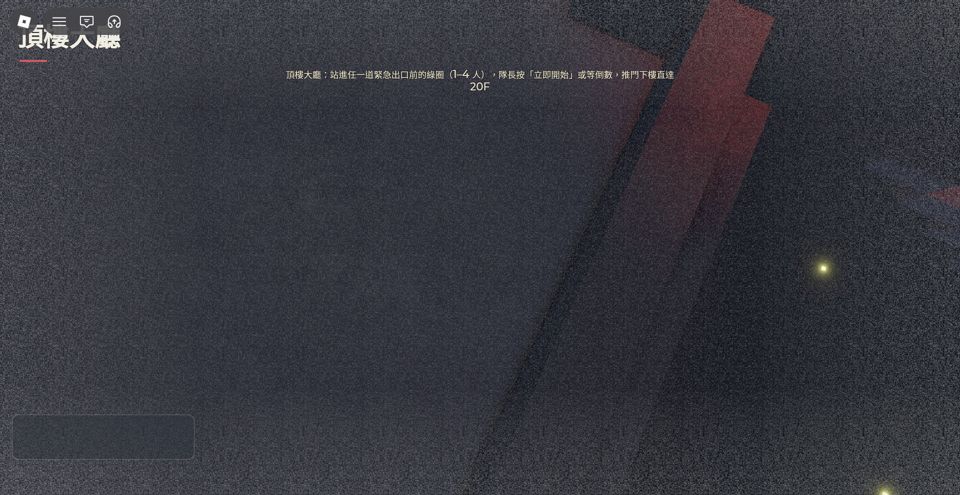 頂樓大廳
頂樓大廳：站進任一道緊急出口前的綠圈（1–4 人），隊長按「立即開始」或等倒數，推門下樓直達
20F